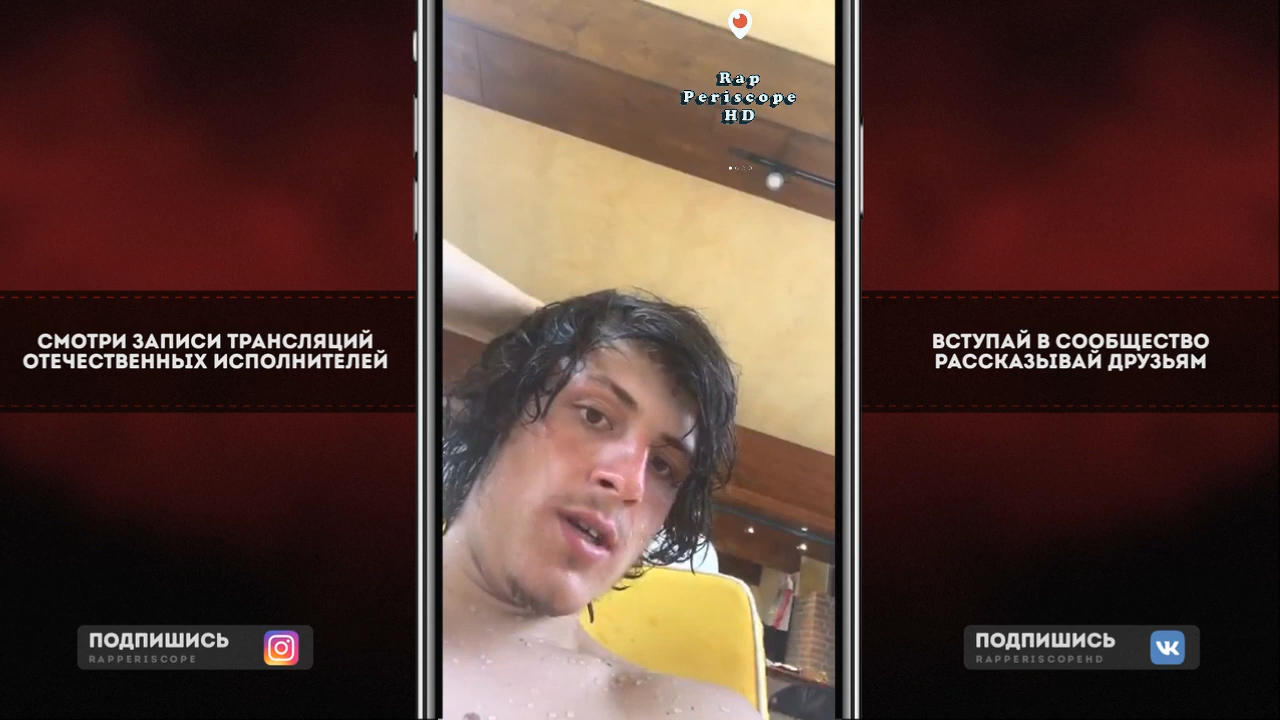 Rap
Periscope
HD
СМОТРИ ЗАПИСИ ТРАНСЛЯЦИЙ
ОТЕЧЕСТВЕННЫХ ИСПОЛНИТЕЛЕЙ
ВСТУПАЙ В СООБЩЕСТВО
РАССКАЗЫВАЙ ДРУЗЬЯМ
ПОДПИШИСЬ
RAPPERISCOPE
ПОДПИШИСЬ
RAPPERISCOPEHD